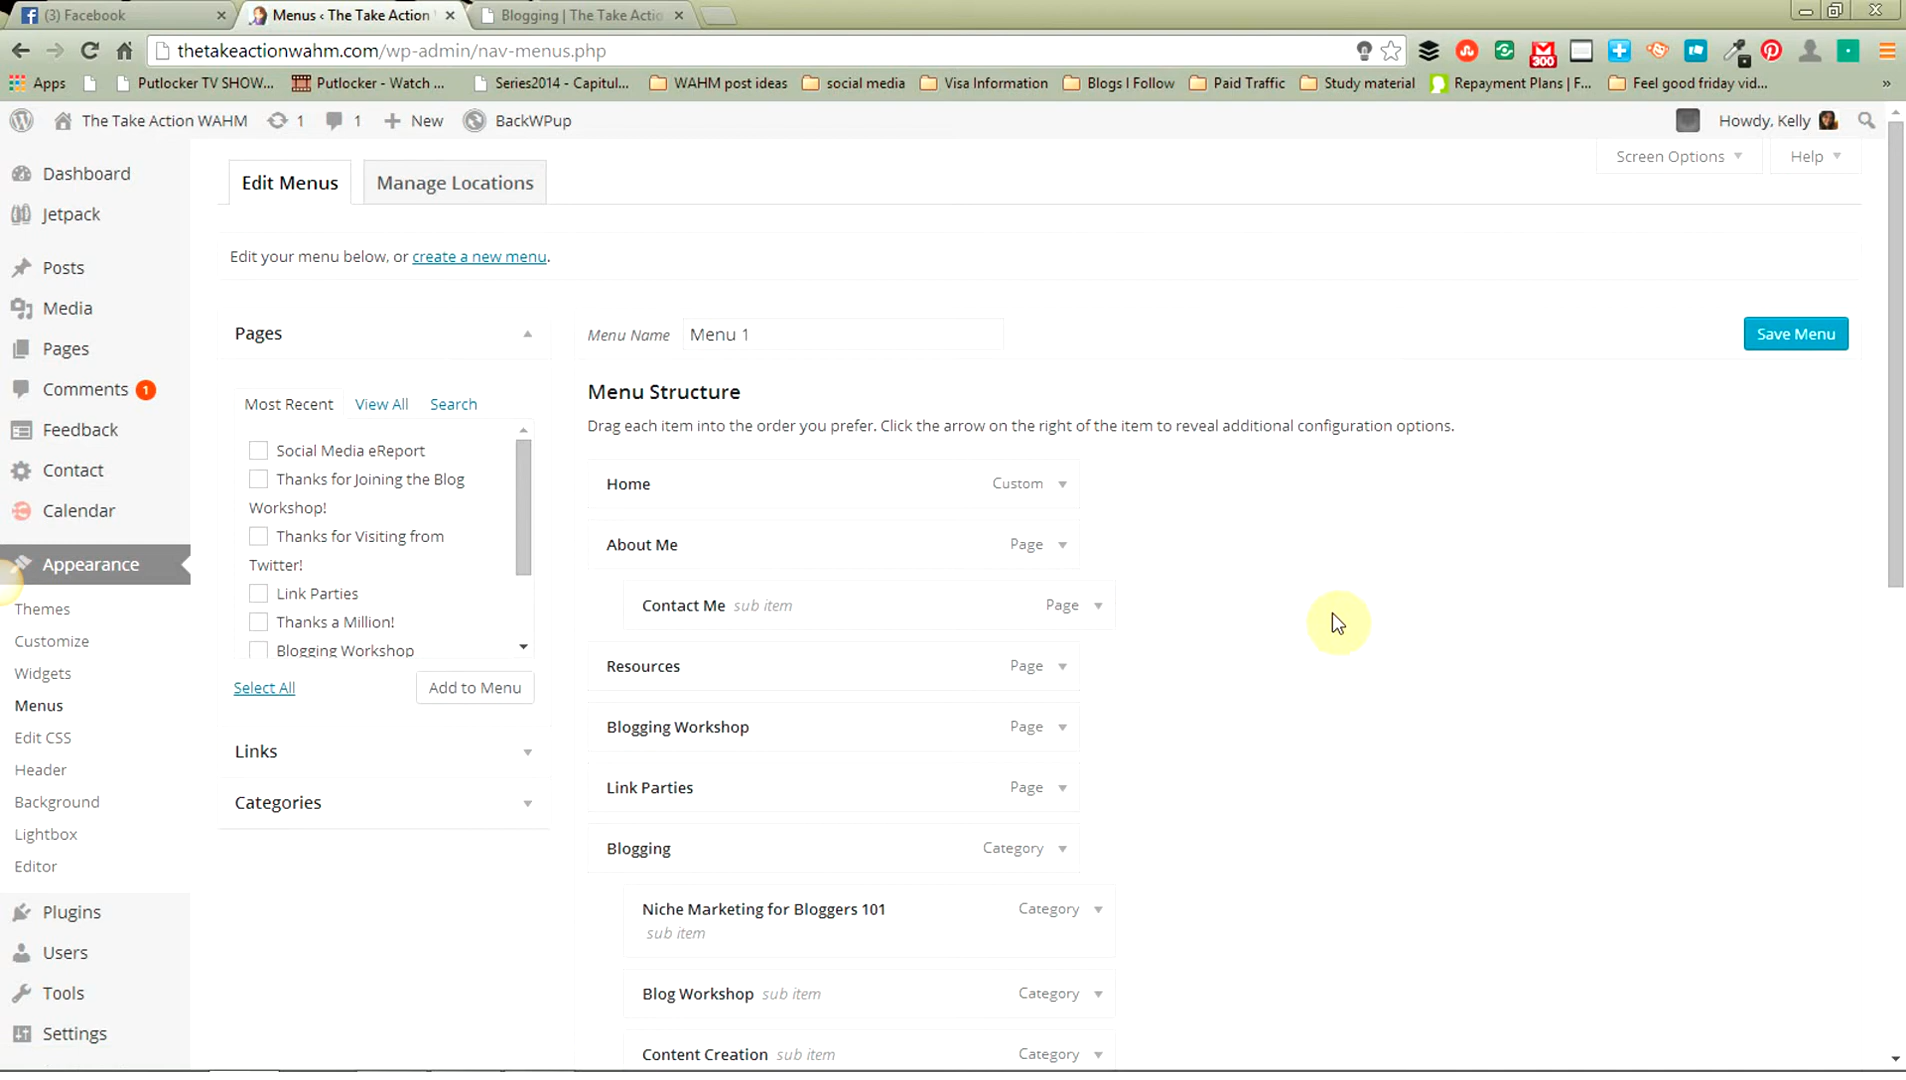 (3) Facebook
Menus ‹ The Take Action
Blogging | The Take Actio
thetakeactionwahm.com/wp-admin/nav-menus.php
300
Apps
Putlocker TV SHOW...
Putlocker - Watch ...
Series2014 - Capitul...
WAHM post ideas
social media
Visa Information
Blogs I Follow
Paid Traffic
Study material
Repayment Plans | F...
Feel good friday vid...
»
The Take Action WAHM
1
1
New
BackWPup
Howdy, Kelly
Dashboard
Jetpack
Posts
Media
Pages
Comments 1
Feedback
Contact
Calendar
Appearance
Themes
Customize
Widgets
Menus
Edit CSS
Header
Background
Lightbox
Editor
Plugins
Users
Tools
Settings
Screen Options
Help
Edit Menus
Manage Locations
Edit your menu below, or create a new menu.
Pages
Most Recent
View All
Search
Social Media eReport
Thanks for Joining the Blog
Workshop!
Thanks for Visiting from
Twitter!
Link Parties
Thanks a Million!
Blogging Workshop
Select All
Add to Menu
Links
Categories
Menu Name
Menu 1
Save Menu
Menu Structure
Drag each item into the order you prefer. Click the arrow on the right of the item to reveal additional configuration options.
Home Custom
About Me Page
Contact Me sub item Page
Resources Page
Blogging Workshop Page
Link Parties Page
Blogging Category
Niche Marketing for Bloggers 101 Category
sub item
Blog Workshop sub item Category
Content Creation sub item Category